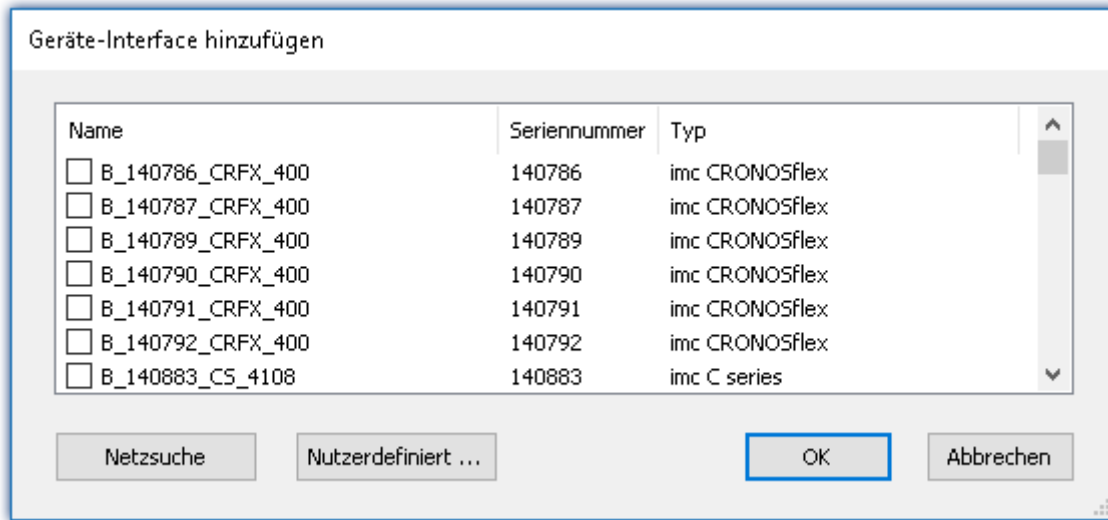 Geräte-Interface hinzufügen
Name Seriennummer Typ
B_140786_CRFX_400 140786 imc CRONOSflex
B_140787_CRFX_400 140787 imc CRONOSflex
B_140789_CRFX_400 140789 imc CRONOSflex
B_140790_CRFX_400 140790 imc CRONOSflex
B_140791_CRFX_400 140791 imc CRONOSflex
B_140792_CRFX_400 140792 imc CRONOSflex
B_140883_CS_4108 140883 imc C series
Netzsuche Nutzerdefiniert ... OK Abbrechen